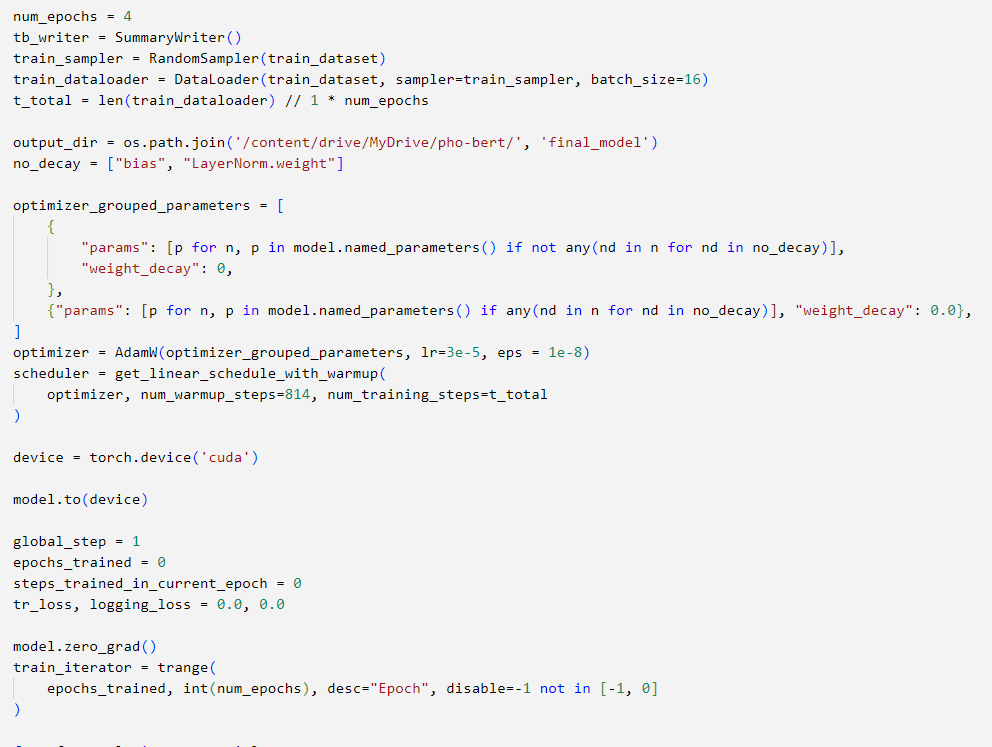 num_epochs = 4
tb_writer = SummaryWriter()
train_sampler = RandomSampler(train_dataset)
train_dataloader = DataLoader(train_dataset, sampler=train_sampler, batch_size=16)
t_total = len(train_dataloader) // 1 * num_epochs
output_dir = os.path.join('/content/drive/MyDrive/pho-bert/', 'final_model')
no_decay = ["bias", "LayerNorm.weight"]
optimizer_grouped_parameters = [
{
"params": [p for n, p in model.named_parameters() if not any(nd in n for nd in no_decay)],
"weight_decay": 0,
},
{"params": [p for n, p in model.named_parameters() if any(nd in n for nd in no_decay)], "weight_decay": 0.0},
]
optimizer = AdamW(optimizer_grouped_parameters, lr=3e-5, eps = 1e-8)
scheduler = get_linear_schedule_with_warmup(
optimizer, num_warmup_steps=814, num_training_steps=t_total
)
device = torch.device('cuda')
model.to(device)
global_step = 1
epochs_trained = 0
steps_trained_in_current_epoch = 0
tr_loss, logging_loss = 0.0, 0.0
model.zero_grad()
train_iterator = trange(
epochs_trained, int(num_epochs), desc="Epoch", disable=-1 not in [-1, 0]
)